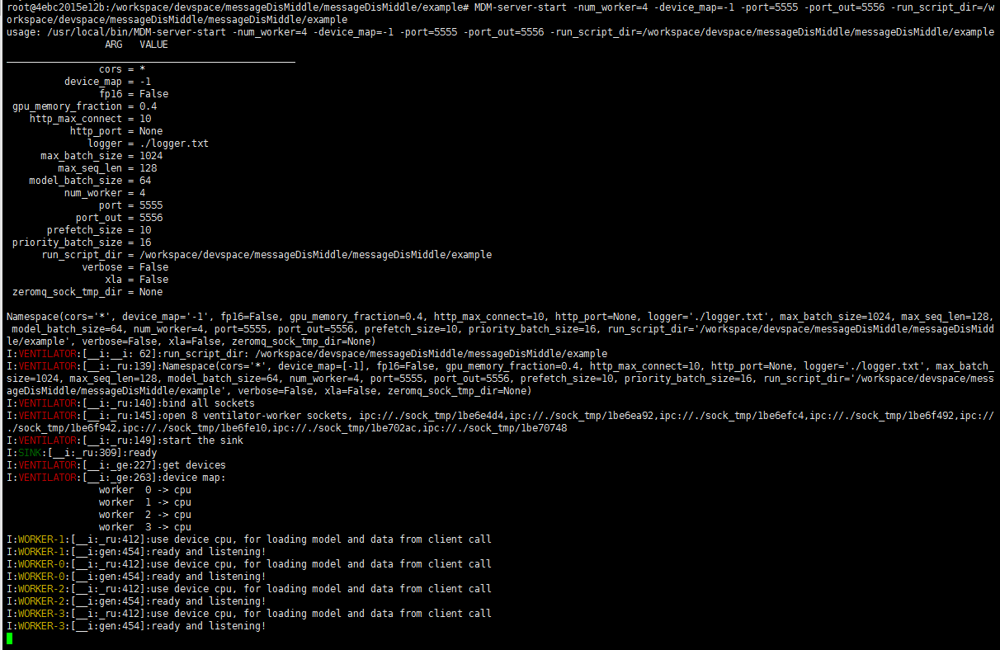 root@4ebc2015e12b:/workspace/devspace/messageDisMiddle/messageDisMiddle/example# MDM-server-start -num_worker=4 -device_map=-1 -port=5555 -port_out=5556 -run_script_dir=/w
orkspace/devspace/messageDisMiddle/messageDisMiddle/example
usage: /usr/local/bin/MDM-server-start -num_worker=4 -device_map=-1 -port=5555 -port_out=5556 -run_script_dir=/workspace/devspace/messageDisMiddle/messageDisMiddle/example
ARG VALUE
__________________________________________________
cors = *
device_map = -1
fp16 = False
gpu_memory_fraction = 0.4
http_max_connect = 10
http_port = None
logger = ./logger.txt
max_batch_size = 1024
max_seq_len = 128
model_batch_size = 64
num_worker = 4
port = 5555
port_out = 5556
prefetch_size = 10
priority_batch_size = 16
run_script_dir = /workspace/devspace/messageDisMiddle/messageDisMiddle/example
verbose = False
xla = False
zeromq_sock_tmp_dir = None
Namespace(cors='*', device_map='-1', fp16=False, gpu_memory_fraction=0.4, http_max_connect=10, http_port=None, logger='./logger.txt', max_batch_size=1024, max_seq_len=128,
model_batch_size=64, num_worker=4, port=5555, port_out=5556, prefetch_size=10, priority_batch_size=16, run_script_dir='/workspace/devspace/messageDisMiddle/messageDisMidd
le/example', verbose=False, xla=False, zeromq_sock_tmp_dir=None)
I:VENTILATOR:[__i:__i: 62]:run_script_dir: /workspace/devspace/messageDisMiddle/messageDisMiddle/example
I:VENTILATOR:[__i:_ru:139]:Namespace(cors='*', device_map=[-1], fp16=False, gpu_memory_fraction=0.4, http_max_connect=10, http_port=None, logger='./logger.txt', max_batch_
size=1024, max_seq_len=128, model_batch_size=64, num_worker=4, port=5555, port_out=5556, prefetch_size=10, priority_batch_size=16, run_script_dir='/workspace/devspace/mess
ageDisMiddle/messageDisMiddle/example', verbose=False, xla=False, zeromq_sock_tmp_dir=None)
I:VENTILATOR:[__i:_ru:140]:bind all sockets
I:VENTILATOR:[__i:_ru:145]:open 8 ventilator-worker sockets, ipc://./sock_tmp/1be6e4d4,ipc://./sock_tmp/1be6ea92,ipc://./sock_tmp/1be6efc4,ipc://./sock_tmp/1be6f492,ipc://
./sock_tmp/1be6f942,ipc://./sock_tmp/1be6fe10,ipc://./sock_tmp/1be702ac,ipc://./sock_tmp/1be70748
I:VENTILATOR:[__i:_ru:149]:start the sink
I:SINK:[__i:_ru:309]:ready
I:VENTILATOR:[__i:_ge:227]:get devices
I:VENTILATOR:[__i:_ge:263]:device map:
worker 0 -> cpu
worker 1 -> cpu
worker 2 -> cpu
worker 3 -> cpu
I:WORKER-1:[__i:_ru:412]:use device cpu, for loading model and data from client call
I:WORKER-1:[__i:gen:454]:ready and listening!
I:WORKER-0:[__i:_ru:412]:use device cpu, for loading model and data from client call
I:WORKER-0:[__i:gen:454]:ready and listening!
I:WORKER-2:[__i:_ru:412]:use device cpu, for loading model and data from client call
I:WORKER-2:[__i:gen:454]:ready and listening!
I:WORKER-3:[__i:_ru:412]:use device cpu, for loading model and data from client call
I:WORKER-3:[__i:gen:454]:ready and listening!